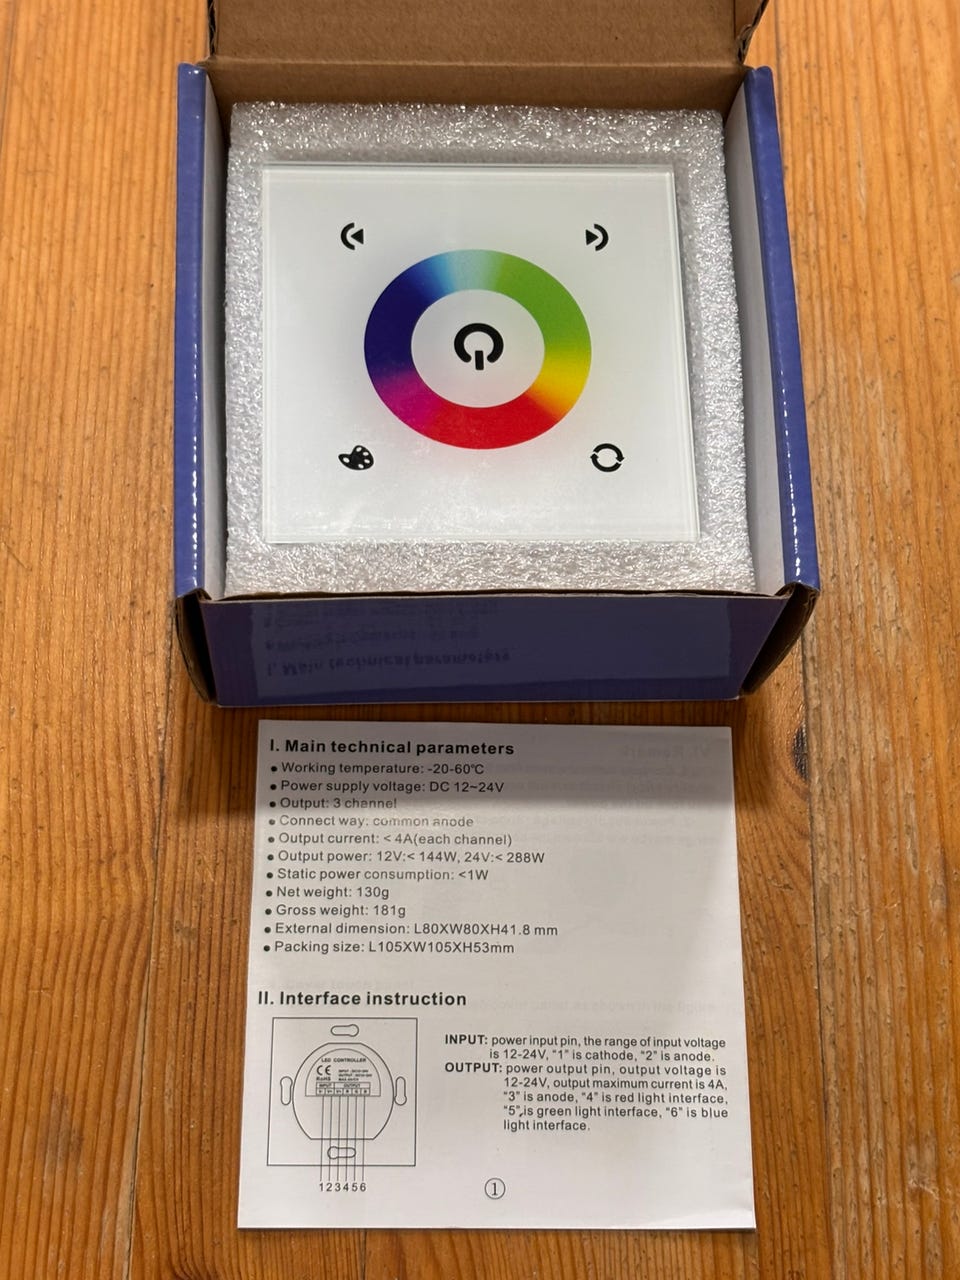 I. Main technical parameters
● Working temperature: -20-60℃
● Power supply voltage: DC 12~24V
● Output: 3 channel
● Connect way: common anode
● Output current: < 4A(each channel)
● Output power: 12V:< 144W, 24V:< 288W
● Static power consumption: <1W
● Net weight: 130g
● Gross weight: 181g
● External dimension: L80XW80XH41.8 mm
● Packing size: L105XW105XH53mm
II. Interface instruction
LED CONTROLLER
CE
RoHS
INPUT OUTPUT
123456
INPUT: power input pin, the range of input voltage
is 12-24V, "1" is cathode, "2" is anode.
OUTPUT: power output pin, output voltage is
12-24V, output maximum current is 4A,
"3" is anode, "4" is red light interface,
"5",is green light interface, "6" is blue
light interface.
①